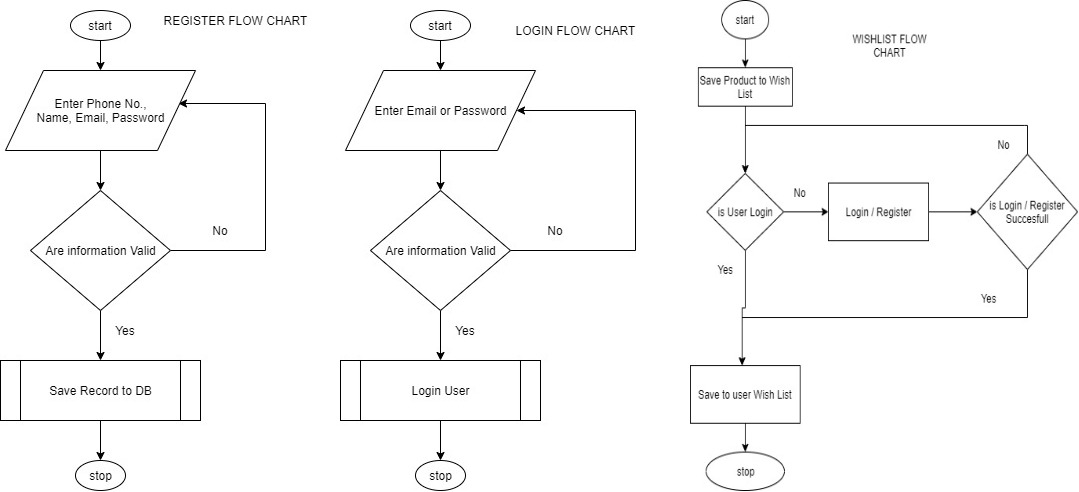 REGISTER FLOW CHART
start
Enter Phone No.,
Name, Email, Password
Are information Valid
No
Yes
Save Record to DB
stop
LOGIN FLOW CHART
start
Enter Email or Password
Are information Valid
No
Yes
Login User
stop
WISHLIST FLOW
CHART
start
Save Product to Wish
List
is User Login
No
Login / Register
is Login / Register
Succesfull
No
Yes
Yes
Save to user Wish List
stop